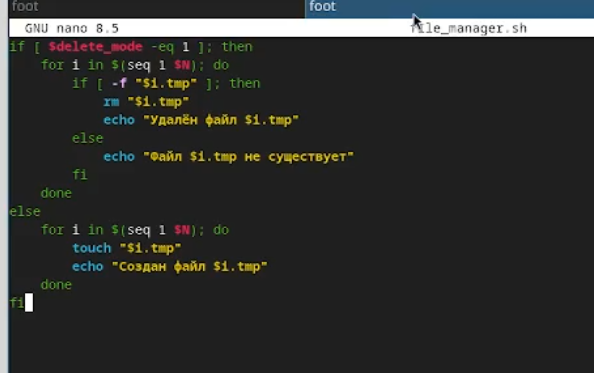 foot
foot
GNU nano 8.5
file_manager.sh
if [ $delete_mode -eq 1 ]; then
    for i in $(seq 1 $N); do
        if [ -f "$i.tmp" ]; then
            rm "$i.tmp"
            echo "Удалён файл $i.tmp"
        else
            echo "Файл $i.tmp не существует"
        fi
    done
else
    for i in $(seq 1 $N); do
        touch "$i.tmp"
        echo "Создан файл $i.tmp"
    done
fi